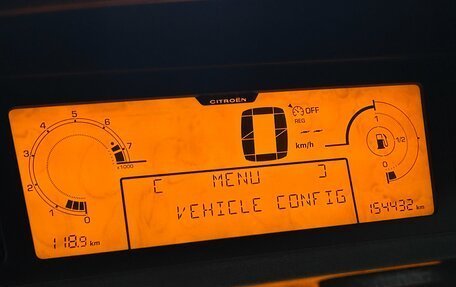 CITROËN
OFF
REG
0
-- km/h
7 6 5 4 3 2 1 0
x1000
1 1/2 0
[ MENU ]
VEHICLE CONFIG
118.9 km
154432 km